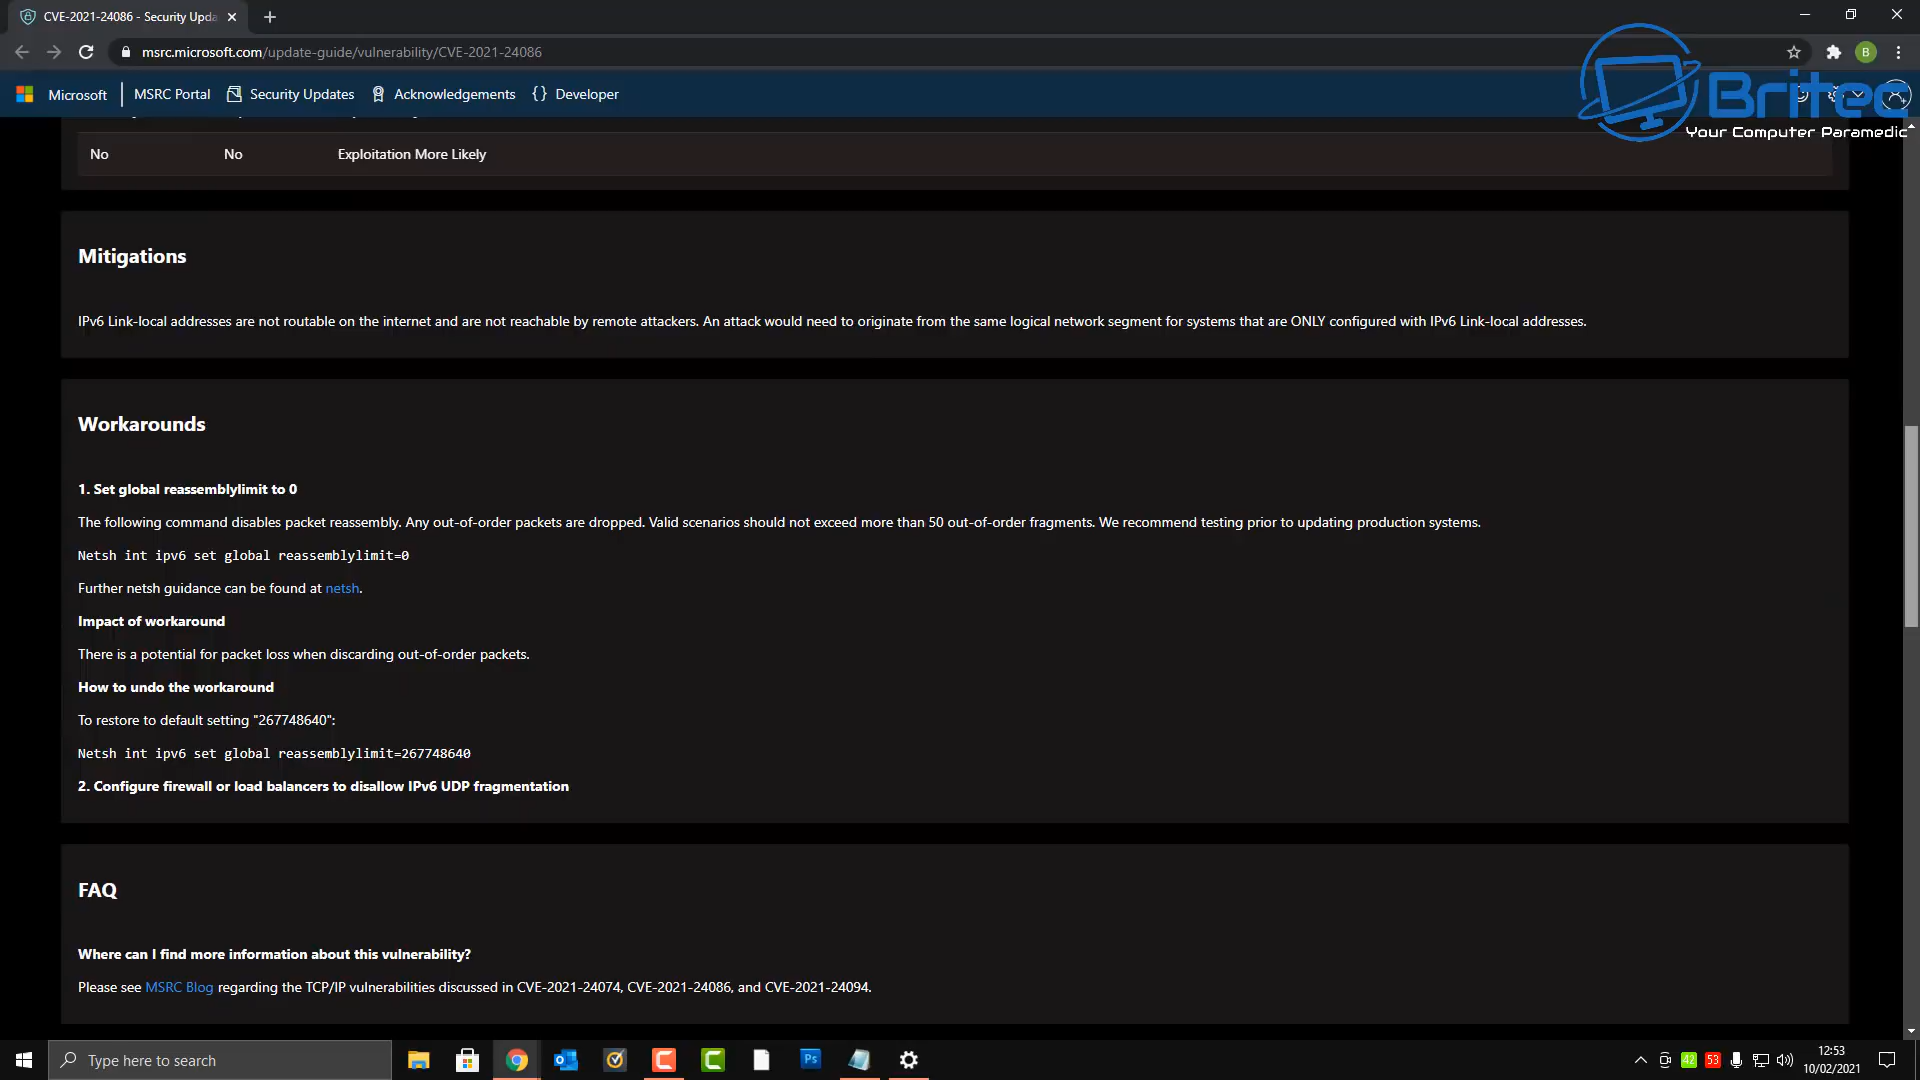 CVE-2021-24086 - Security Upda
msrc.microsoft.com/update-guide/vulnerability/CVE-2021-24086
B
Microsoft
MSRC Portal
Security Updates
Acknowledgements
{} Developer
Britec
Your Computer Paramedic
No No Exploitation More Likely
Mitigations
IPv6 Link-local addresses are not routable on the internet and are not reachable by remote attackers. An attack would need to originate from the same logical network segment for systems that are ONLY configured with IPv6 Link-local addresses.
Workarounds
1. Set global reassemblylimit to 0
The following command disables packet reassembly. Any out-of-order packets are dropped. Valid scenarios should not exceed more than 50 out-of-order fragments. We recommend testing prior to updating production systems.
Netsh int ipv6 set global reassemblylimit=0
Further netsh guidance can be found at netsh.
Impact of workaround
There is a potential for packet loss when discarding out-of-order packets.
How to undo the workaround
To restore to default setting "267748640":
Netsh int ipv6 set global reassemblylimit=267748640
2. Configure firewall or load balancers to disallow IPv6 UDP fragmentation
FAQ
Where can I find more information about this vulnerability?
Please see MSRC Blog regarding the TCP/IP vulnerabilities discussed in CVE-2021-24074, CVE-2021-24086, and CVE-2021-24094.
Type here to search
Ps
42
53
12:53
10/02/2021